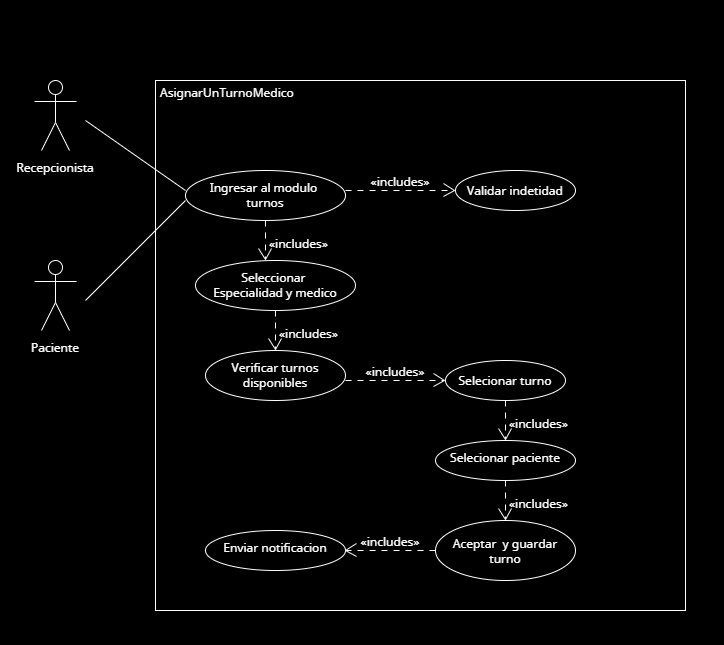 AsignarUnTurnoMedico
Recepcionista
Ingresar al modulo
turnos
«includes»
Validar indetidad
«includes»
Seleccionar
Especialidad y medico
Paciente
«includes»
Verificar turnos
disponibles
«includes»
Selecionar turno
«includes»
Selecionar paciente
«includes»
Aceptar y guardar
turno
«includes»
Enviar notificacion